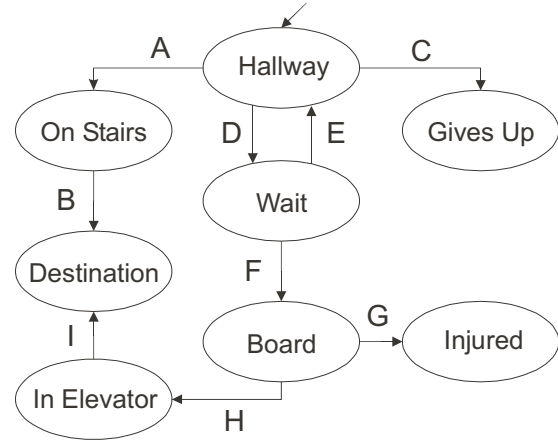 A
Hallway
C
On Stairs
D
E
Gives Up
B
Wait
Destination
F
I
Board
G
Injured
In Elevator
H